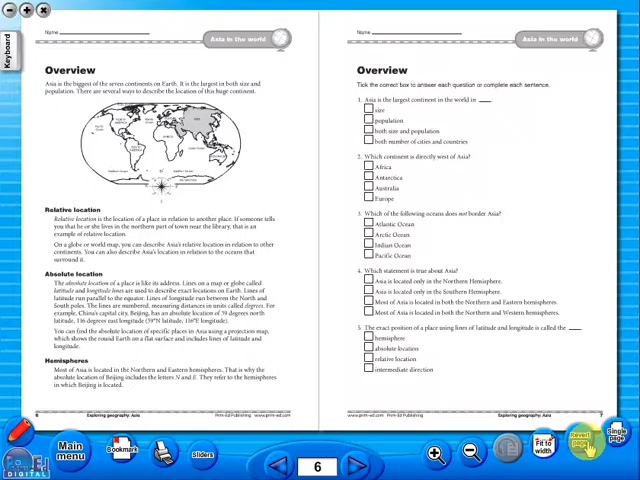 Keyboard
Name
Asia in the world
Overview
Asia is the biggest of the seven continents on Earth. It is the largest in both size and
population. There are several ways to describe the location of this huge continent.
Relative location
Relative location is the location of a place in relation to another place. If someone tells
you that he or she lives in the northern part of town near the library, that is an
example of relative location.
On a globe or world map, you can describe Asia's relative location in relation to other
continents. You can also describe Asia's location in relation to the oceans that
surround it.
Absolute location
The absolute location of a place is like its address. Lines on a map or globe called
latitude and longitude lines are used to describe exact locations on Earth. Lines of
latitude run parallel to the equator. Lines of longitude run between the North and
South poles. The lines are numbered, measuring distances in units called degrees. For
example, China's capital city, Beijing, has an absolute location of 39 degrees north
latitude, 116 degrees east longitude (39°N latitude, 116°E longitude).
You can find the absolute location of specific places in Asia using a projection map,
which shows the round Earth on a flat surface and includes lines of latitude and
longitude.
Hemispheres
Most of Asia is located in the Northern and Eastern hemispheres. That is why the
absolute location of Beijing includes the letters N and E. They refer to the hemispheres
in which Beijing is located.
6 Exploring geography: Asia Prim-Ed Publishing www.prim-ed.com
Name
Asia in the world
Overview
Tick the correct box to answer each question or complete each sentence.
1. Asia is the largest continent in the world in ___
size
population
both size and population
both number of cities and countries
2. Which continent is directly west of Asia?
Africa
Antarctica
Australia
Europe
3. Which of the following oceans does not border Asia?
Atlantic Ocean
Arctic Ocean
Indian Ocean
Pacific Ocean
4. Which statement is true about Asia?
Asia is located only in the Northern Hemisphere.
Asia is located only in the Southern Hemisphere.
Most of Asia is located in both the Northern and Eastern hemispheres.
Most of Asia is located in both the Northern and Western hemispheres.
5. The exact position of a place using lines of latitude and longitude is called the ___
hemisphere
absolute location
relative location
intermediate direction
www.prim-ed.com Prim-Ed Publishing Exploring geography: Asia 7
DIGITAL
Main
menu
Bookmark
Sliders
6
Fit to
width
Revert
page
Single
page